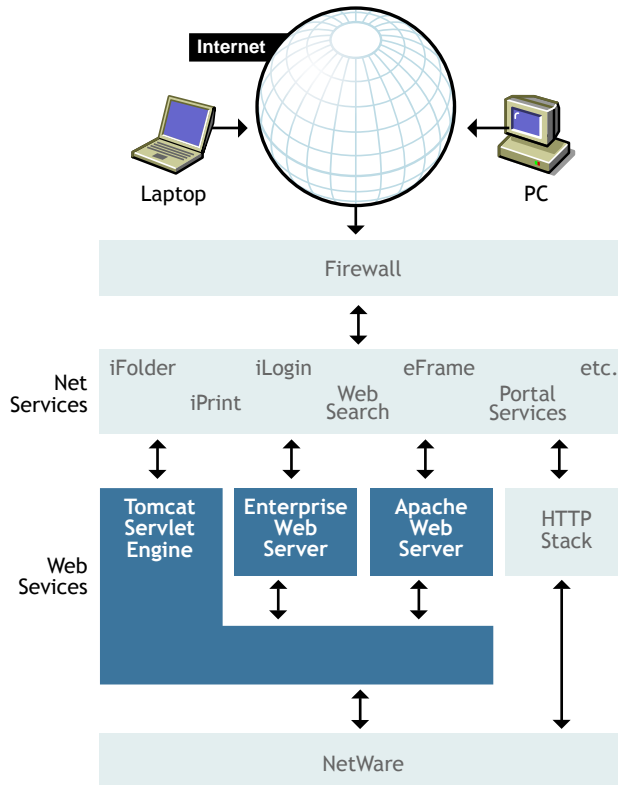 Internet
Laptop
PC
Firewall
Net
Services
iFolder
iLogin
eFrame
etc.
iPrint
Web
Search
Portal
Services
Web
Sevices
Tomcat
Servlet
Engine
Enterprise
Web
Server
Apache
Web
Server
HTTP
Stack
NetWare